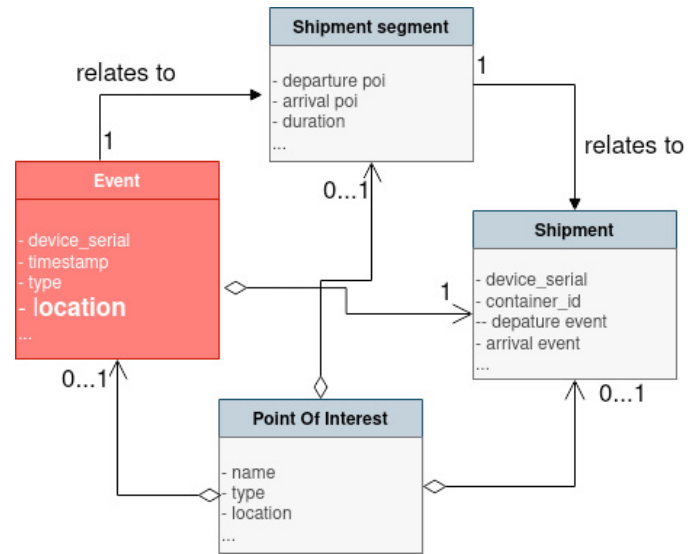 Shipment segment
- departure poi
- arrival poi
- duration
...
relates to
1
1
relates to
Event
- device_serial
- timestamp
- type
- location
...
0...1
Shipment
- device_serial
- container_id
-- depature event
- arrival event
...
1
0...1
0...1
Point Of Interest
- name
- type
- location
...